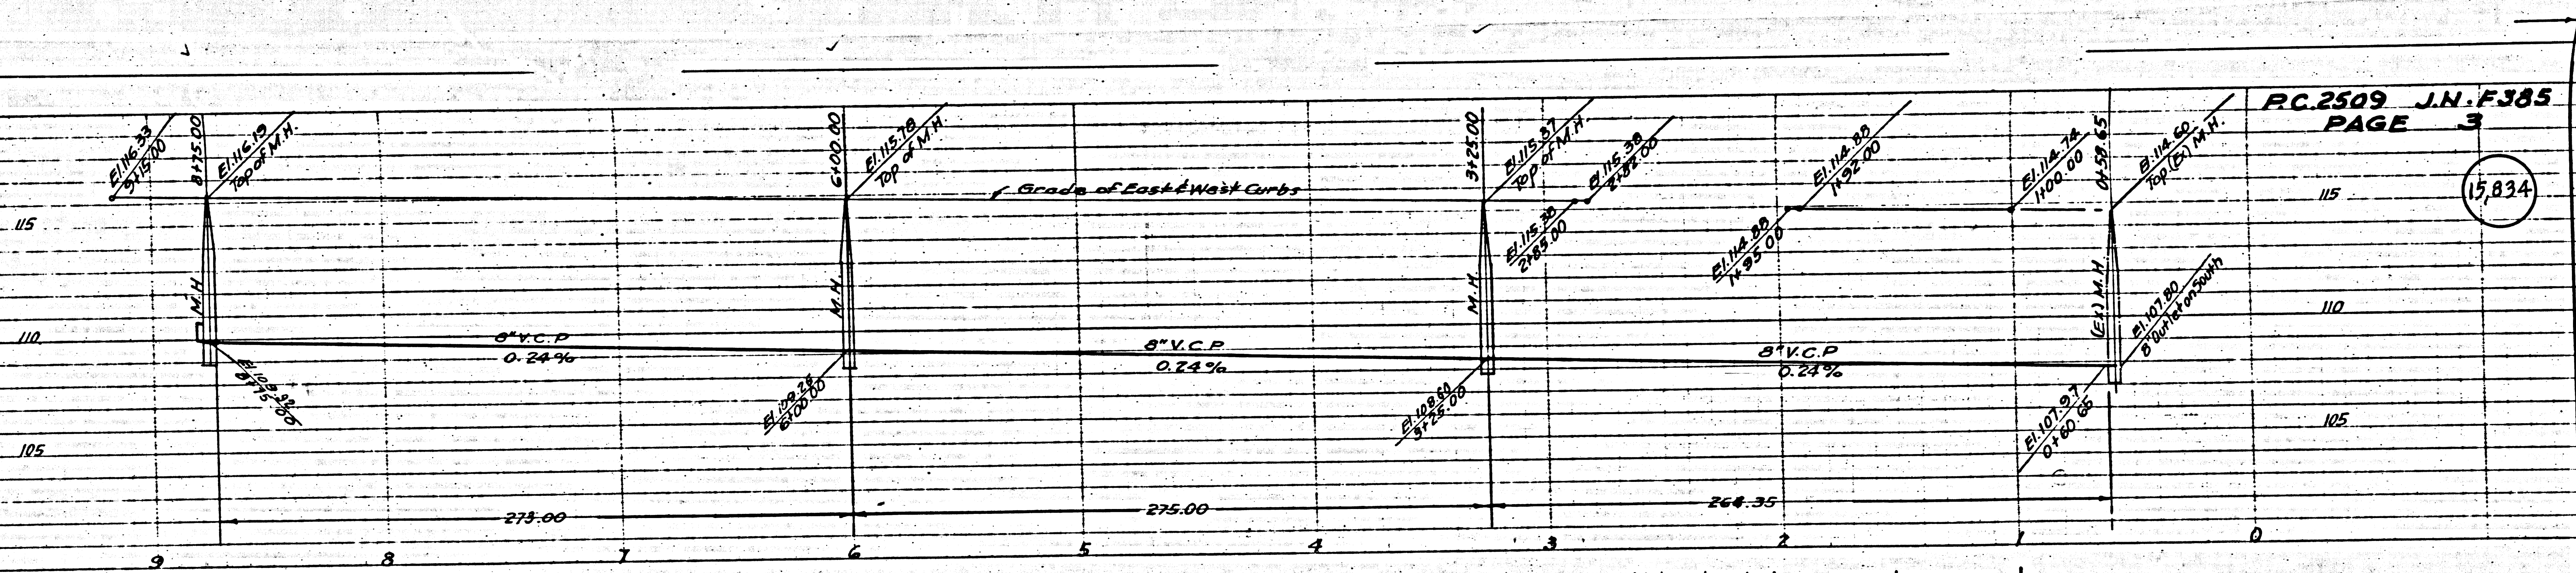 P.C. 2509 J.N. F385
PAGE 3
15,834
El. 116.33
9+15.00
8+75.00
El. 116.19
Top of M.H.
6+00.00
El. 115.78
Top of M.H.
3+25.00
El. 115.37
Top of M.H.
El. 115.38
2+82.00
El. 114.88
1+92.00
El. 114.74
1+00.00
0+58.65
El. 114.60
Top (Ex) M.H.
Grade of East & West Curbs
El. 115.38
2+85.00
El. 114.88
1+95.00
115
115
M.H
M.H
M.H
(Ex) M.H
El. 107.80
8" Outlet on South
110
110
8" V.C.P
0.24%
8" V.C.P
0.24%
8" V.C.P
0.24%
El. 109.92
8+75.00
El. 109.26
6+00.00
El. 108.60
3+25.00
El. 107.97
0+60.65
105
105
275.00
275.00
9
8
7
6
5
4
3
2
1
0